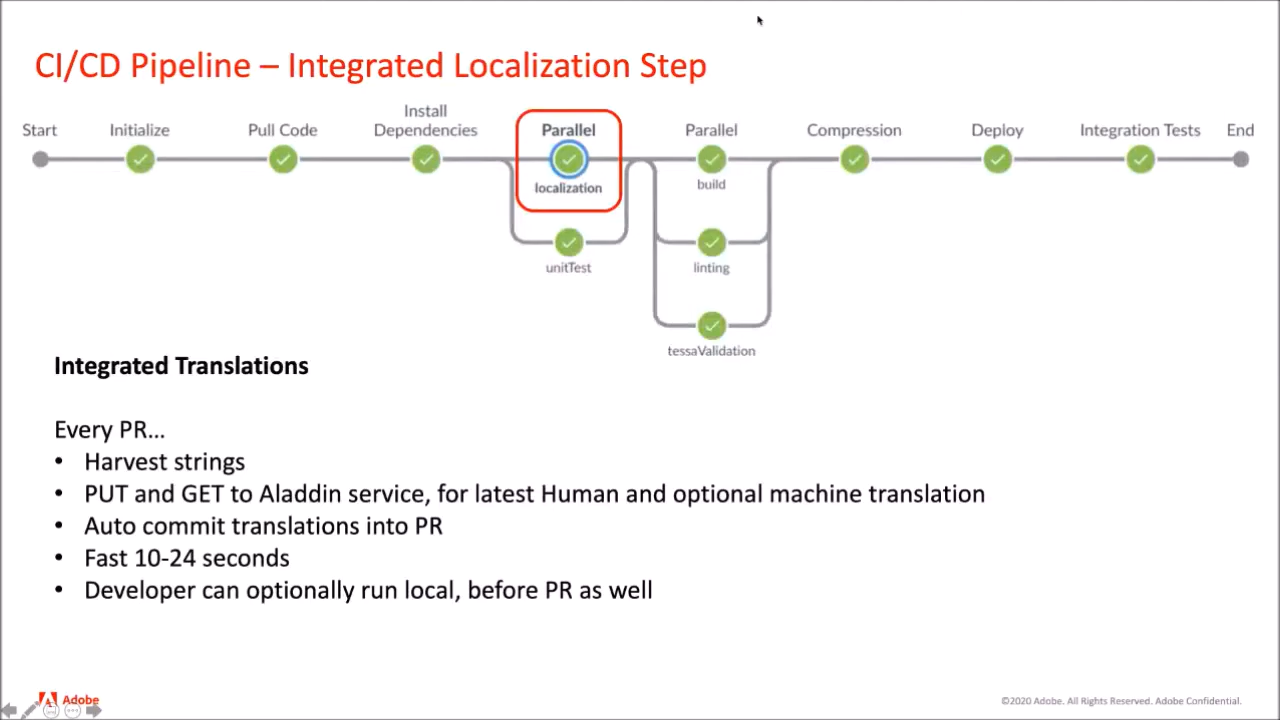 CI/CD Pipeline – Integrated Localization Step
Start
Initialize
Pull Code
Install
Dependencies
Parallel
localization
unitTest
Parallel
build
linting
tessaValidation
Compression
Deploy
Integration Tests
End
Integrated Translations
Every PR…
• Harvest strings
• PUT and GET to Aladdin service, for latest Human and optional machine translation
• Auto commit translations into PR
• Fast 10-24 seconds
• Developer can optionally run local, before PR as well
Adobe
©2020 Adobe. All Rights Reserved. Adobe Confidential.